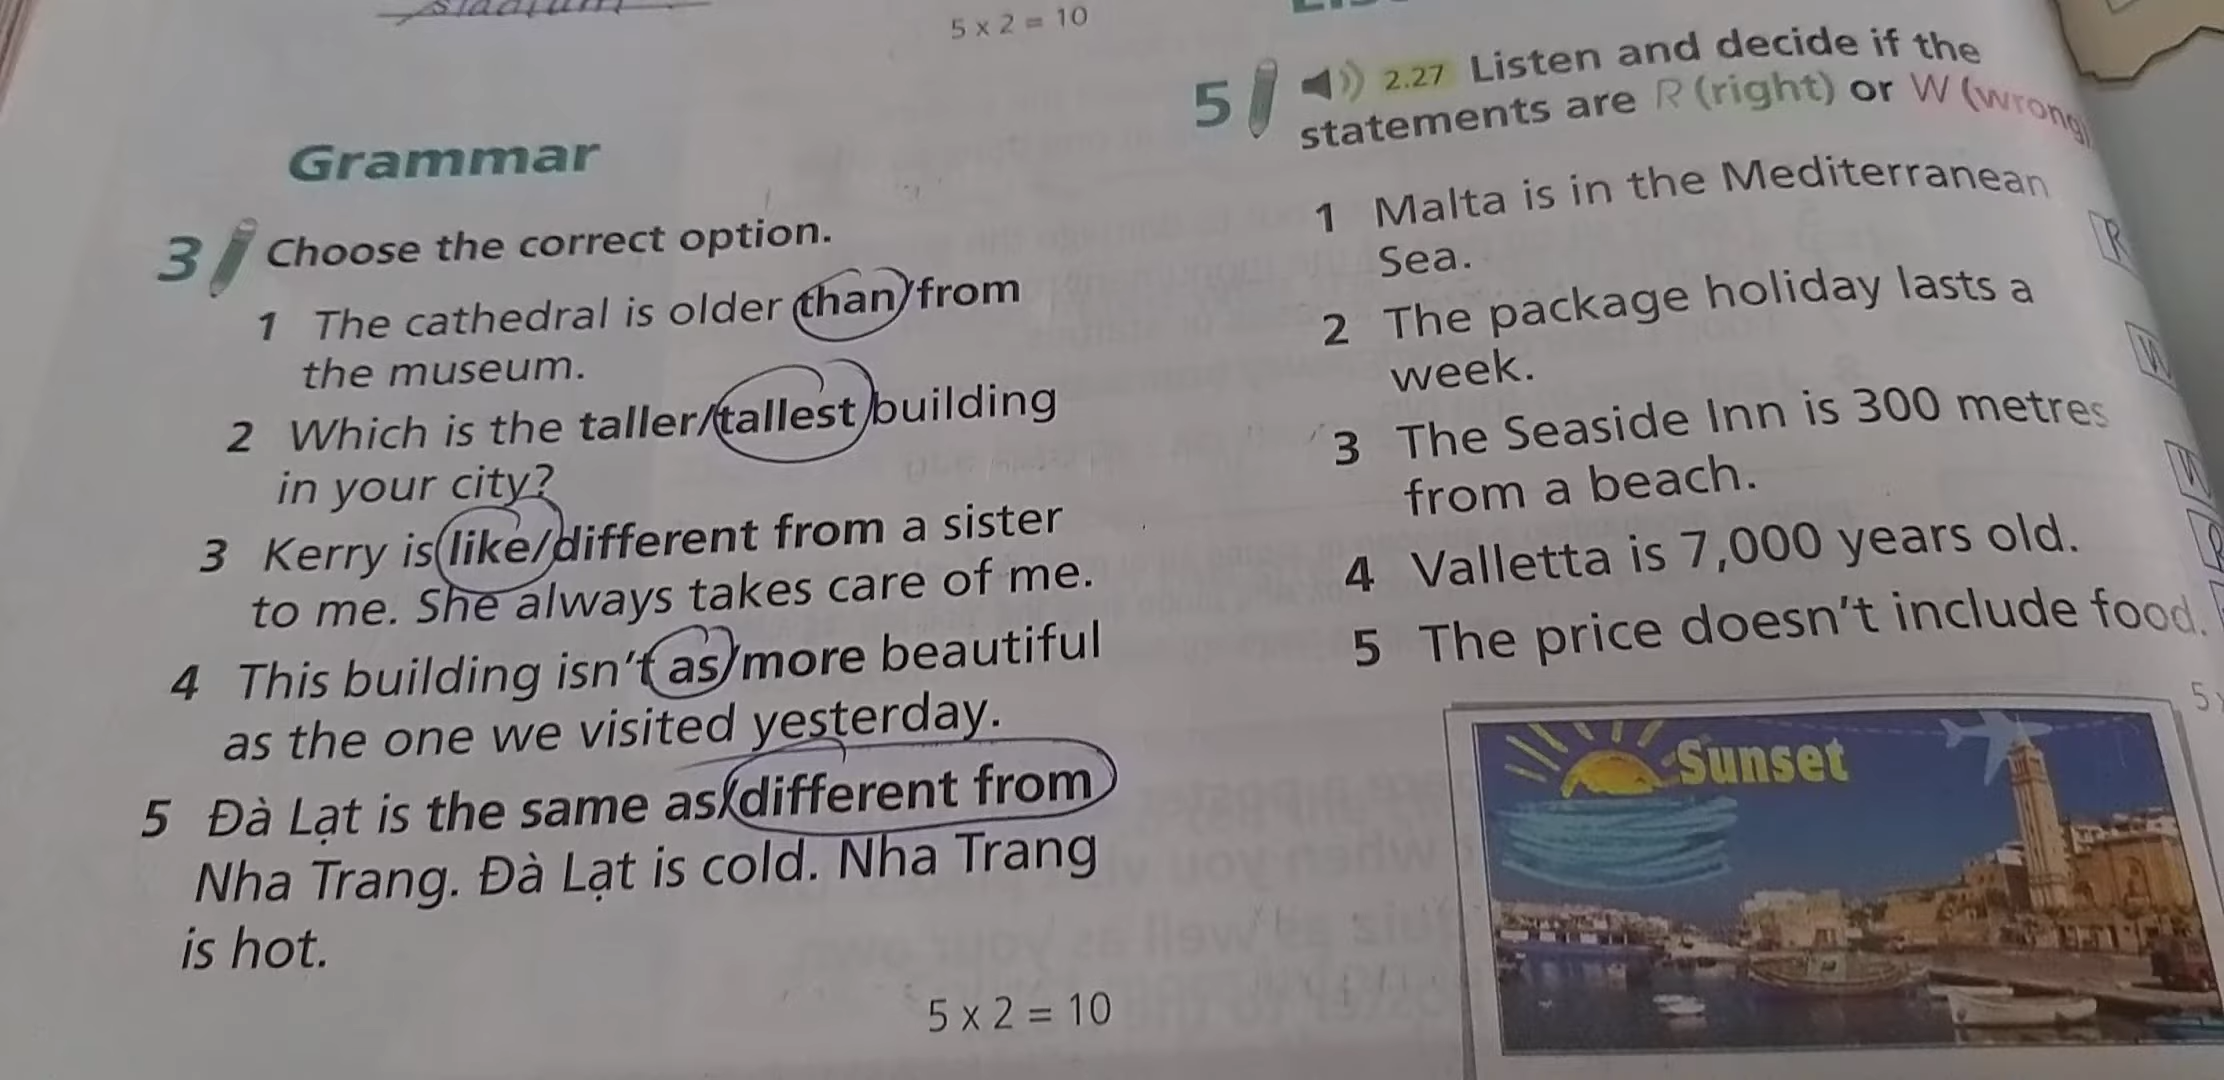 stadium
5 x 2 = 10
Grammar
3 Choose the correct option.
1 The cathedral is older than/from
the museum.
2 Which is the taller/tallest building
in your city?
3 Kerry is like/different from a sister
to me. She always takes care of me.
4 This building isn't as/more beautiful
as the one we visited yesterday.
5 Đà Lạt is the same as/different from
Nha Trang. Đà Lạt is cold. Nha Trang
is hot.
5 x 2 = 10
5 2.27 Listen and decide if the
statements are R (right) or W (wrong).
1 Malta is in the Mediterranean
Sea. R
2 The package holiday lasts a
week. W
3 The Seaside Inn is 300 metres
from a beach. W
4 Valletta is 7,000 years old.
5 The price doesn't include food.
5
Sunset